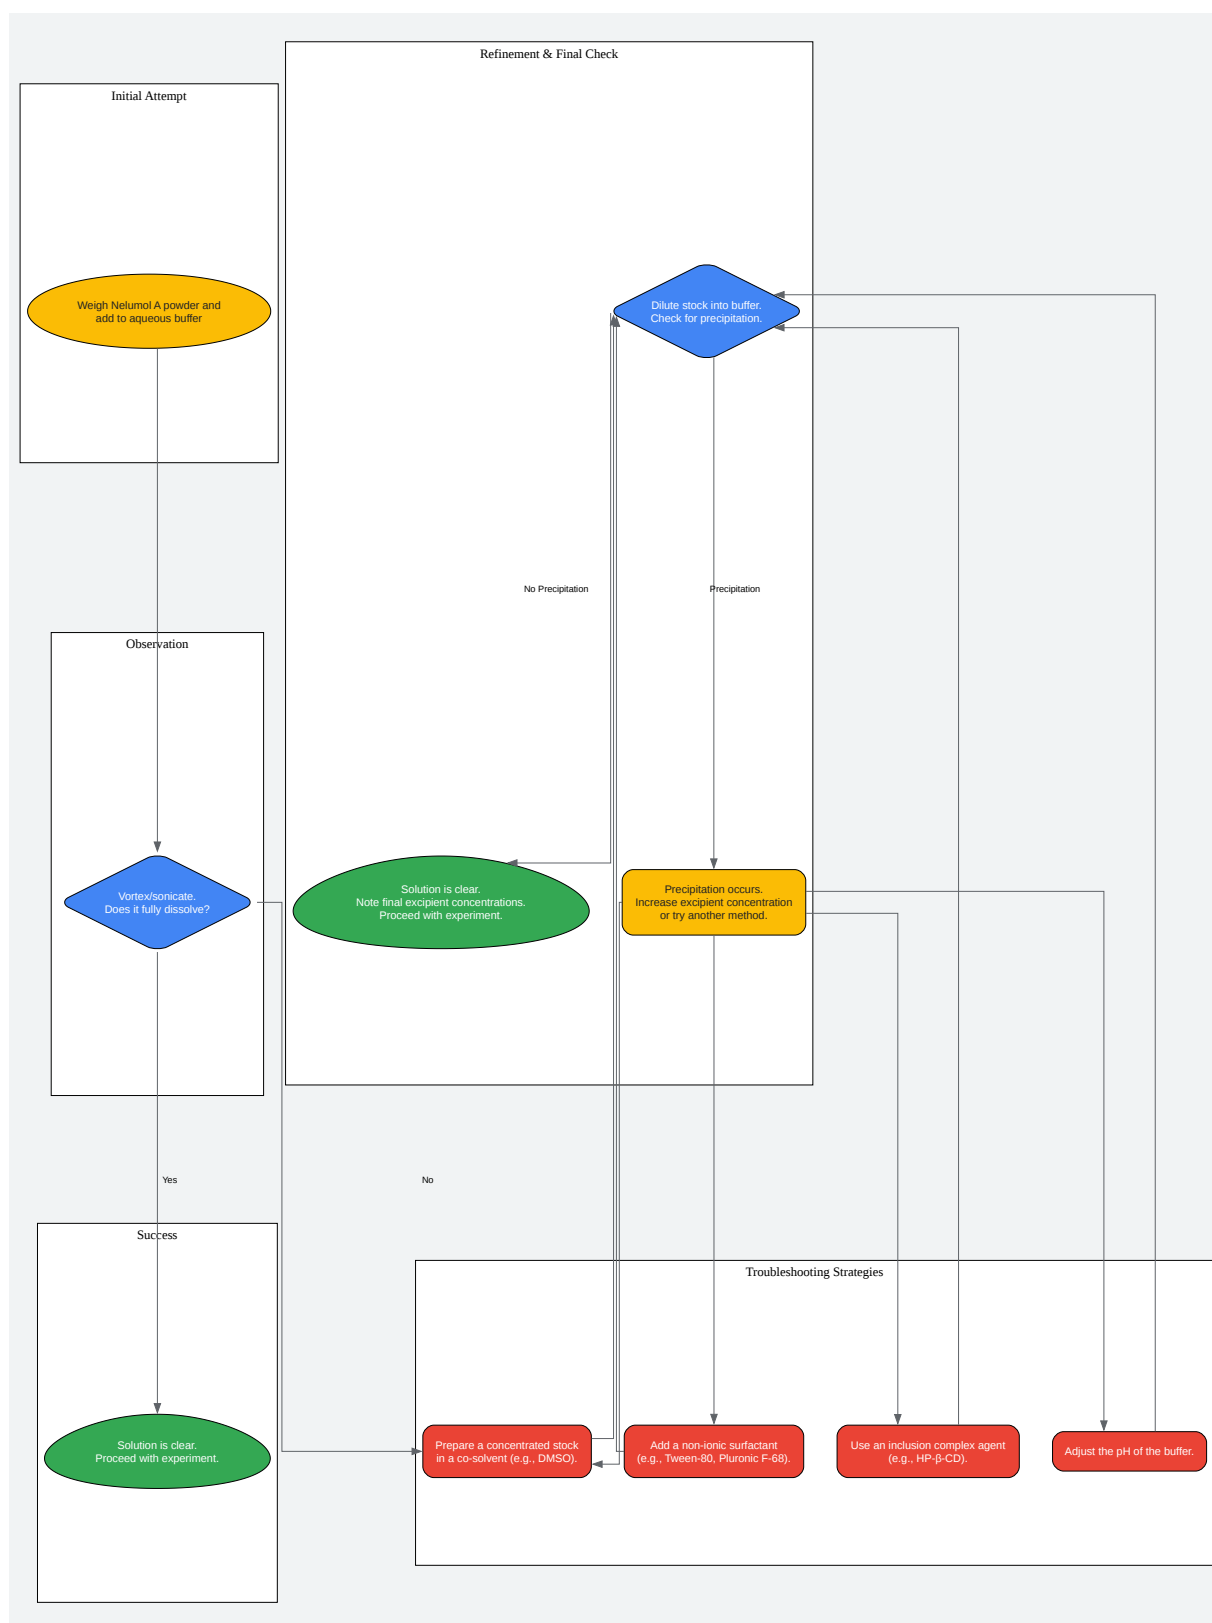 Refinement & Final Check
Initial Attempt
Weigh Nelumol A powder and
add to aqueous buffer
Dilute stock into buffer.
Check for precipitation.
No Precipitation
Precipitation
Observation
Vortex/sonicate.
Does it fully dissolve?
Solution is clear.
Note final excipient concentrations.
Proceed with experiment.
Precipitation occurs.
Increase excipient concentration
or try another method.
Yes
No
Success
Troubleshooting Strategies
Solution is clear.
Proceed with experiment.
Prepare a concentrated stock
in a co-solvent (e.g., DMSO).
Add a non-ionic surfactant
(e.g., Tween-80, Pluronic F-68).
Use an inclusion complex agent
(e.g., HP-β-CD).
Adjust the pH of the buffer.